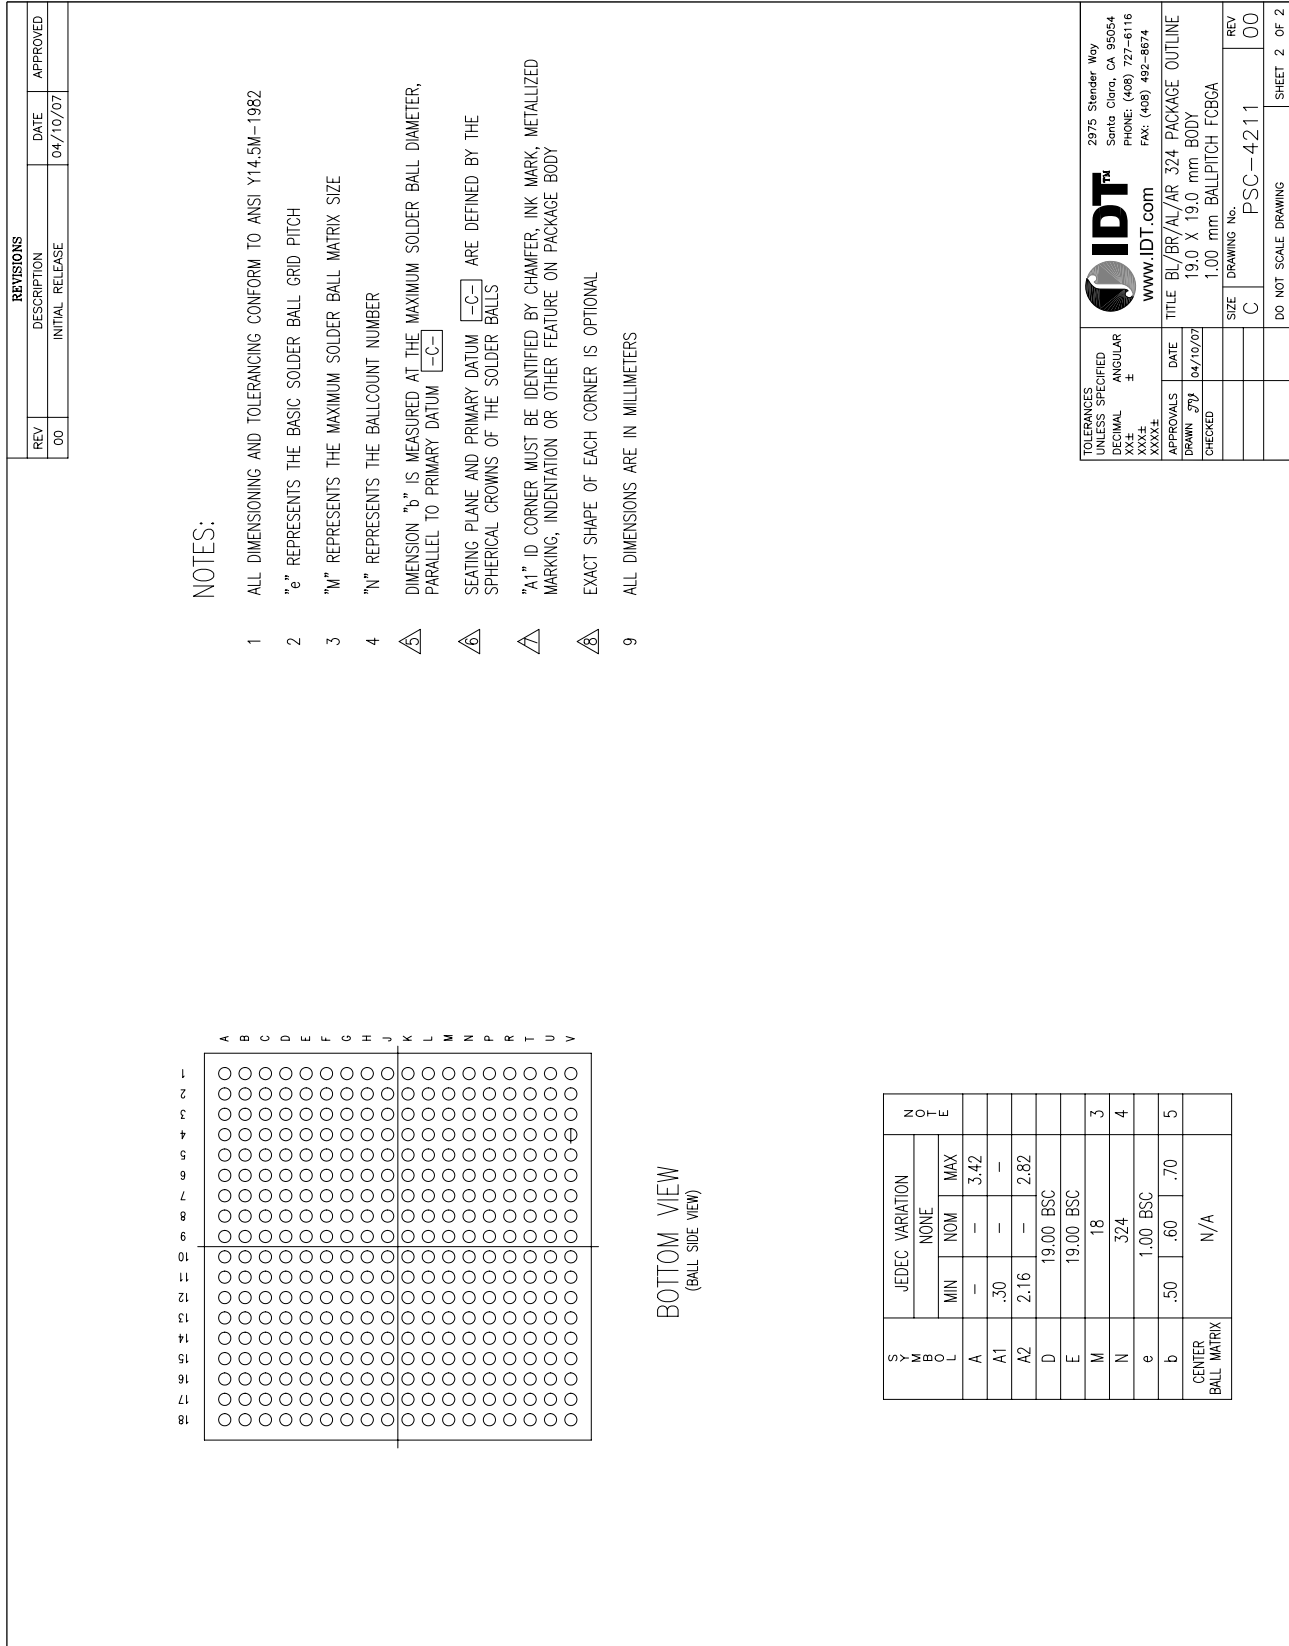 REVISIONS
REV DESCRIPTION DATE APPROVED
00 INITIAL RELEASE 04/10/07
NOTES:
1 ALL DIMENSIONING AND TOLERANCING CONFORM TO ANSI Y14.5M-1982
2 "e" REPRESENTS THE BASIC SOLDER BALL GRID PITCH
3 "M" REPRESENTS THE MAXIMUM SOLDER BALL MATRIX SIZE
4 "N" REPRESENTS THE BALLCOUNT NUMBER
5 DIMENSION "b" IS MEASURED AT THE MAXIMUM SOLDER BALL DIAMETER,
PARALLEL TO PRIMARY DATUM -C-
6 SEATING PLANE AND PRIMARY DATUM -C- ARE DEFINED BY THE
SPHERICAL CROWNS OF THE SOLDER BALLS
7 "A1" ID CORNER MUST BE IDENTIFIED BY CHAMFER, INK MARK, METALLIZED
MARKING, INDENTATION OR OTHER FEATURE ON PACKAGE BODY
8 EXACT SHAPE OF EACH CORNER IS OPTIONAL
9 ALL DIMENSIONS ARE IN MILLIMETERS
18 17 16 15 14 13 12 11 10 9 8 7 6 5 4 3 2 1
A
B
C
D
E
F
G
H
J
K
L
M
N
P
R
T
U
V
BOTTOM VIEW
(BALL SIDE VIEW)
SYMBOL JEDEC VARIATION NOTE
NONE
MIN NOM MAX
A - - 3.42
A1 .30 - -
A2 2.16 - 2.82
D 19.00 BSC
E 19.00 BSC
M 18 3
N 324 4
e 1.00 BSC
b .50 .60 .70 5
CENTER
BALL MATRIX N/A
TOLERANCES
UNLESS SPECIFIED
DECIMAL ANGULAR
XX± ±
XXX±
XXXX±
APPROVALS DATE
DRAWN 04/10/07
CHECKED
IDT™
www.IDT.com
2975 Stender Way
Santa Clara, CA 95054
PHONE: (408) 727-6116
FAX: (408) 492-8674
TITLE BL/BR/AL/AR 324 PACKAGE OUTLINE
19.0 X 19.0 mm BODY
1.00 mm BALLPITCH FCBGA
SIZE DRAWING No. REV
C PSC-4211 00
DO NOT SCALE DRAWING SHEET 2 OF 2